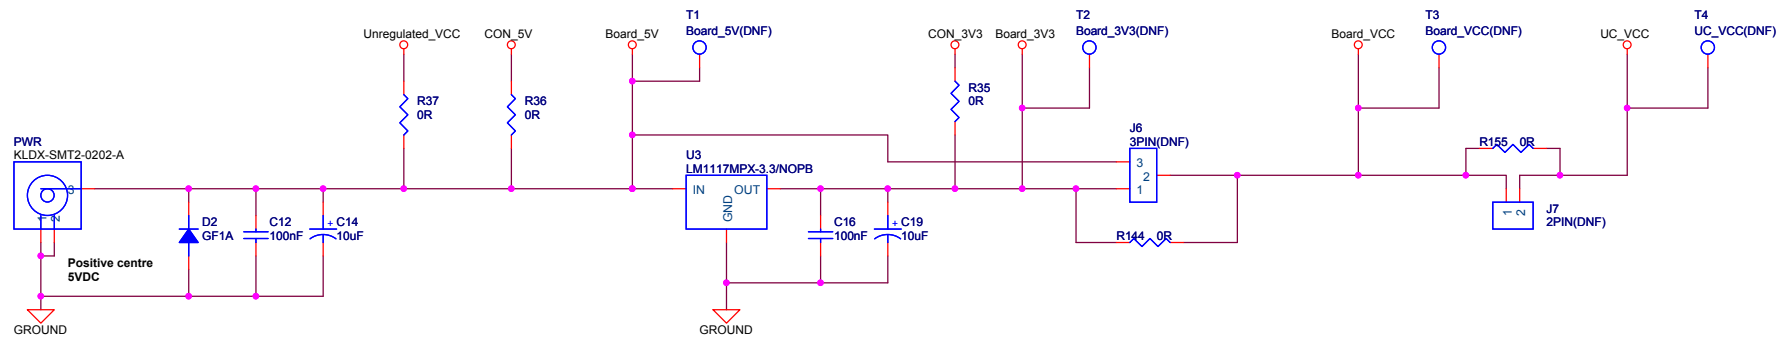 T1
Board_5V(DNF)
T2
Board_3V3(DNF)
T3
Board_VCC(DNF)
T4
UC_VCC(DNF)
Unregulated_VCC
CON_5V
Board_5V
CON_3V3
Board_3V3
Board_VCC
UC_VCC
R37
0R
R36
0R
R35
0R
PWR
KLDX-SMT2-0202-A
3
1
2
Positive centre
5VDC
GROUND
D2
GF1A
C12
100nF
+ C14
10uF
U3
LM1117MPX-3.3/NOPB
IN
OUT
GND
GROUND
C16
100nF
+ C19
10uF
J6
3PIN(DNF)
3
2
1
R144 0R
R155 0R
1
2
J7
2PIN(DNF)